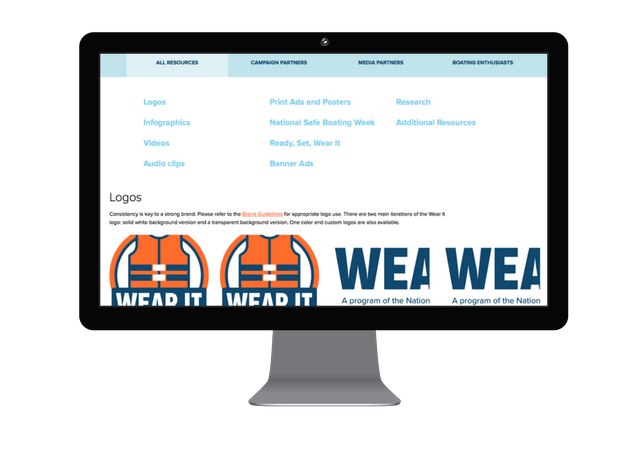 ALL RESOURCES CAMPAIGN PARTNERS MEDIA PARTNERS BOATING ENTHUSIASTS
Logos Print Ads and Posters Research
Infographics National Safe Boating Week Additional Resources
Videos Ready, Set, Wear It
Audio clips Banner Ads
Logos
Consistency is key to a strong brand. Please refer to the Brand Guidelines for appropriate logo use. There are two main iterations of the Wear It
logo: solid white background version and a transparent background version. One color and custom logos are also available.
WEAR IT WEAR IT WEA WEA
A program of the Nation A program of the Nation